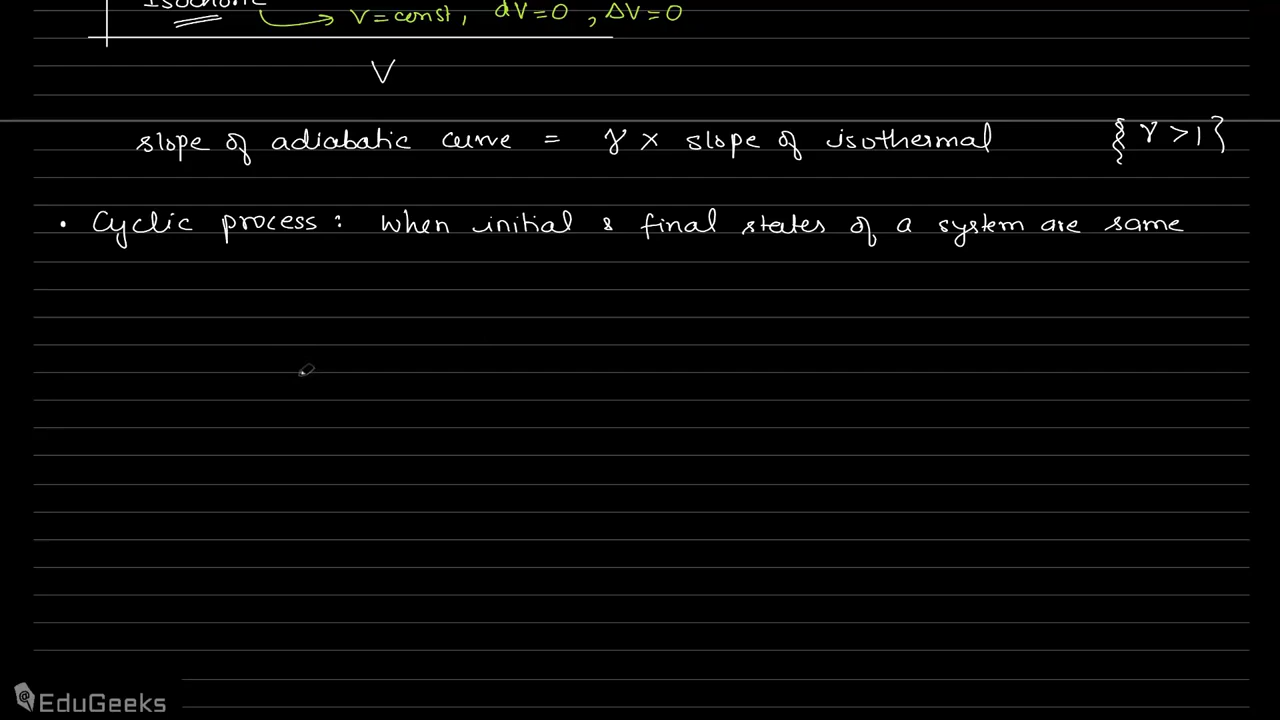 Isochoric
V = const, dV = 0, ΔV = 0
V
slope of adiabatic curve = γ × slope of isothermal {γ > 1}
• Cyclic process: When initial & final states of a system are same
EduGeeks